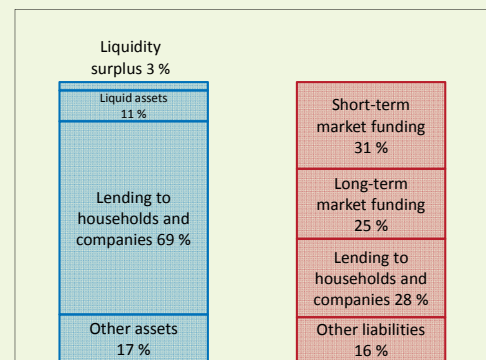 Liquidity
surplus 3 %
Liquid assets
11 %
Lending to
households and
companies 69 %
Other assets
17 %
Short-term
market funding
31 %
Long-term
market funding
25 %
Lending to
households and
companies 28 %
Other liabilities
16 %